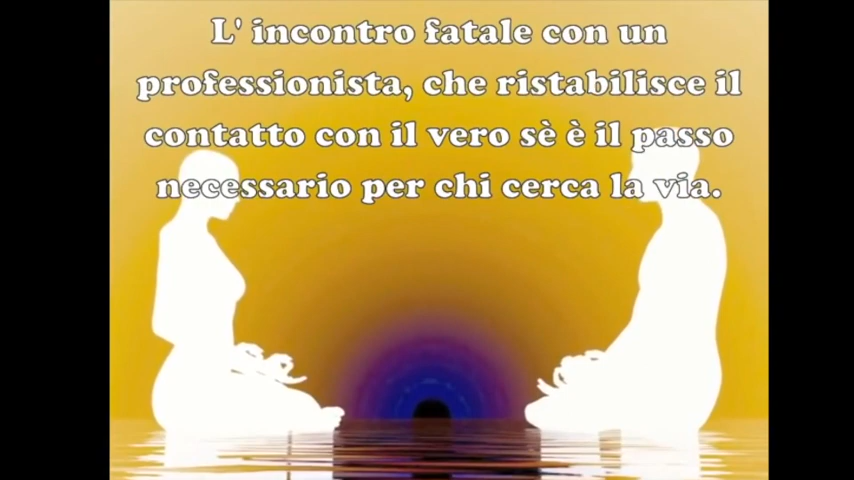 L' incontro fatale con un
professionista, che ristabilisce il
contatto con il vero sè è il passo
necessario per chi cerca la via.